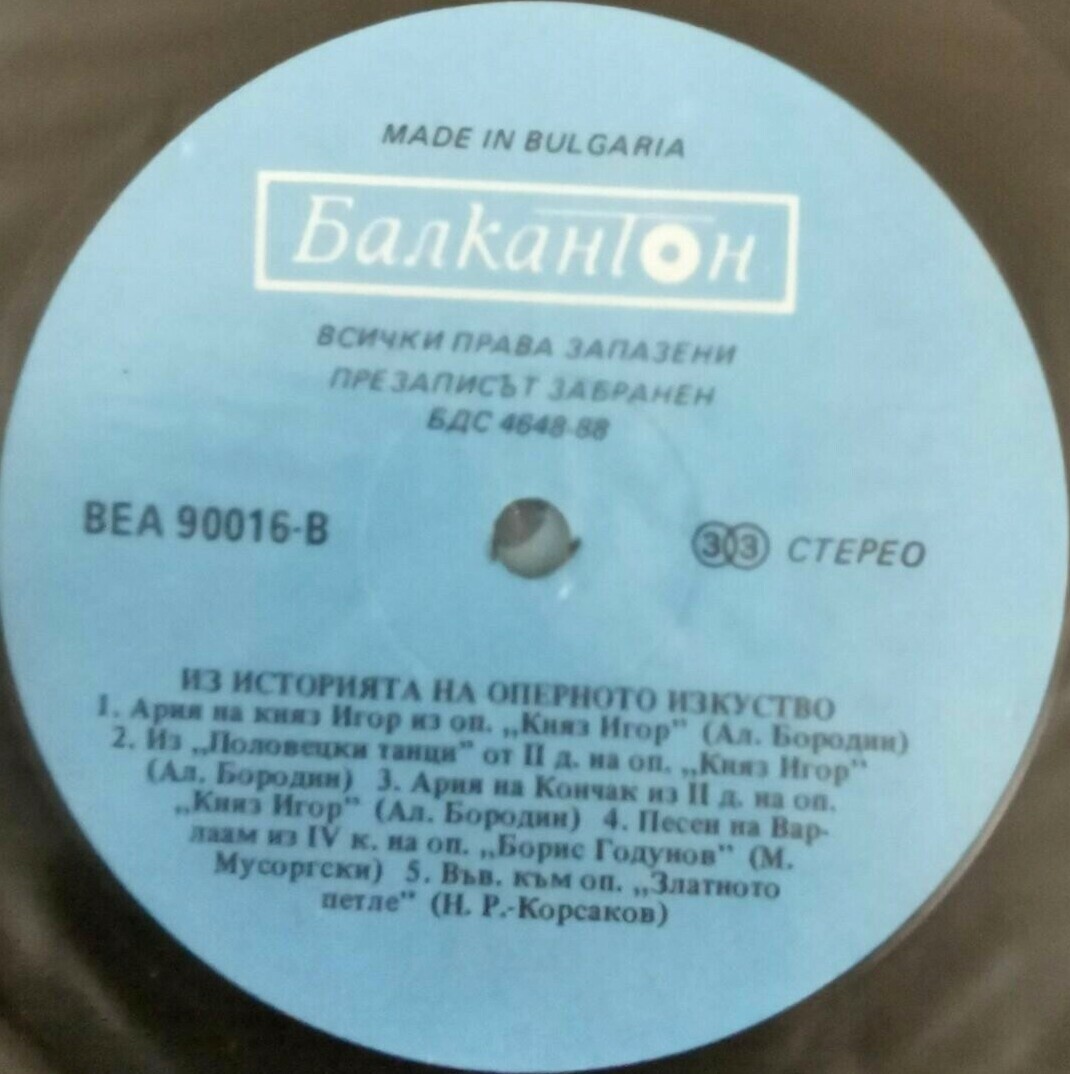 MADE IN BULGARIA
Балкантон
ВСИЧКИ ПРАВА ЗАПАЗЕНИ
ПРЕЗАПИСЪТ ЗАБРАНЕН
БДС 4648-88
ВЕА 90016-В
33 СТЕРЕО
ИЗ ИСТОРИЯТА НА ОПЕРНОТО ИЗКУСТВО
1. Ария на княз Игор из оп. „Княз Игор” (Ал. Бородин)
2. Из „Половецки танци” от II д. на оп. „Княз Игор”
(Ал. Бородин) 3. Ария на Кончак из II д. на оп.
„Княз Игор” (Ал. Бородин) 4. Песен на Вар-
лаам из IV к. на оп. „Борис Годунов” (М.
Мусоргски) 5. Във. към оп. „Златното
петле” (Н. Р.-Корсаков)